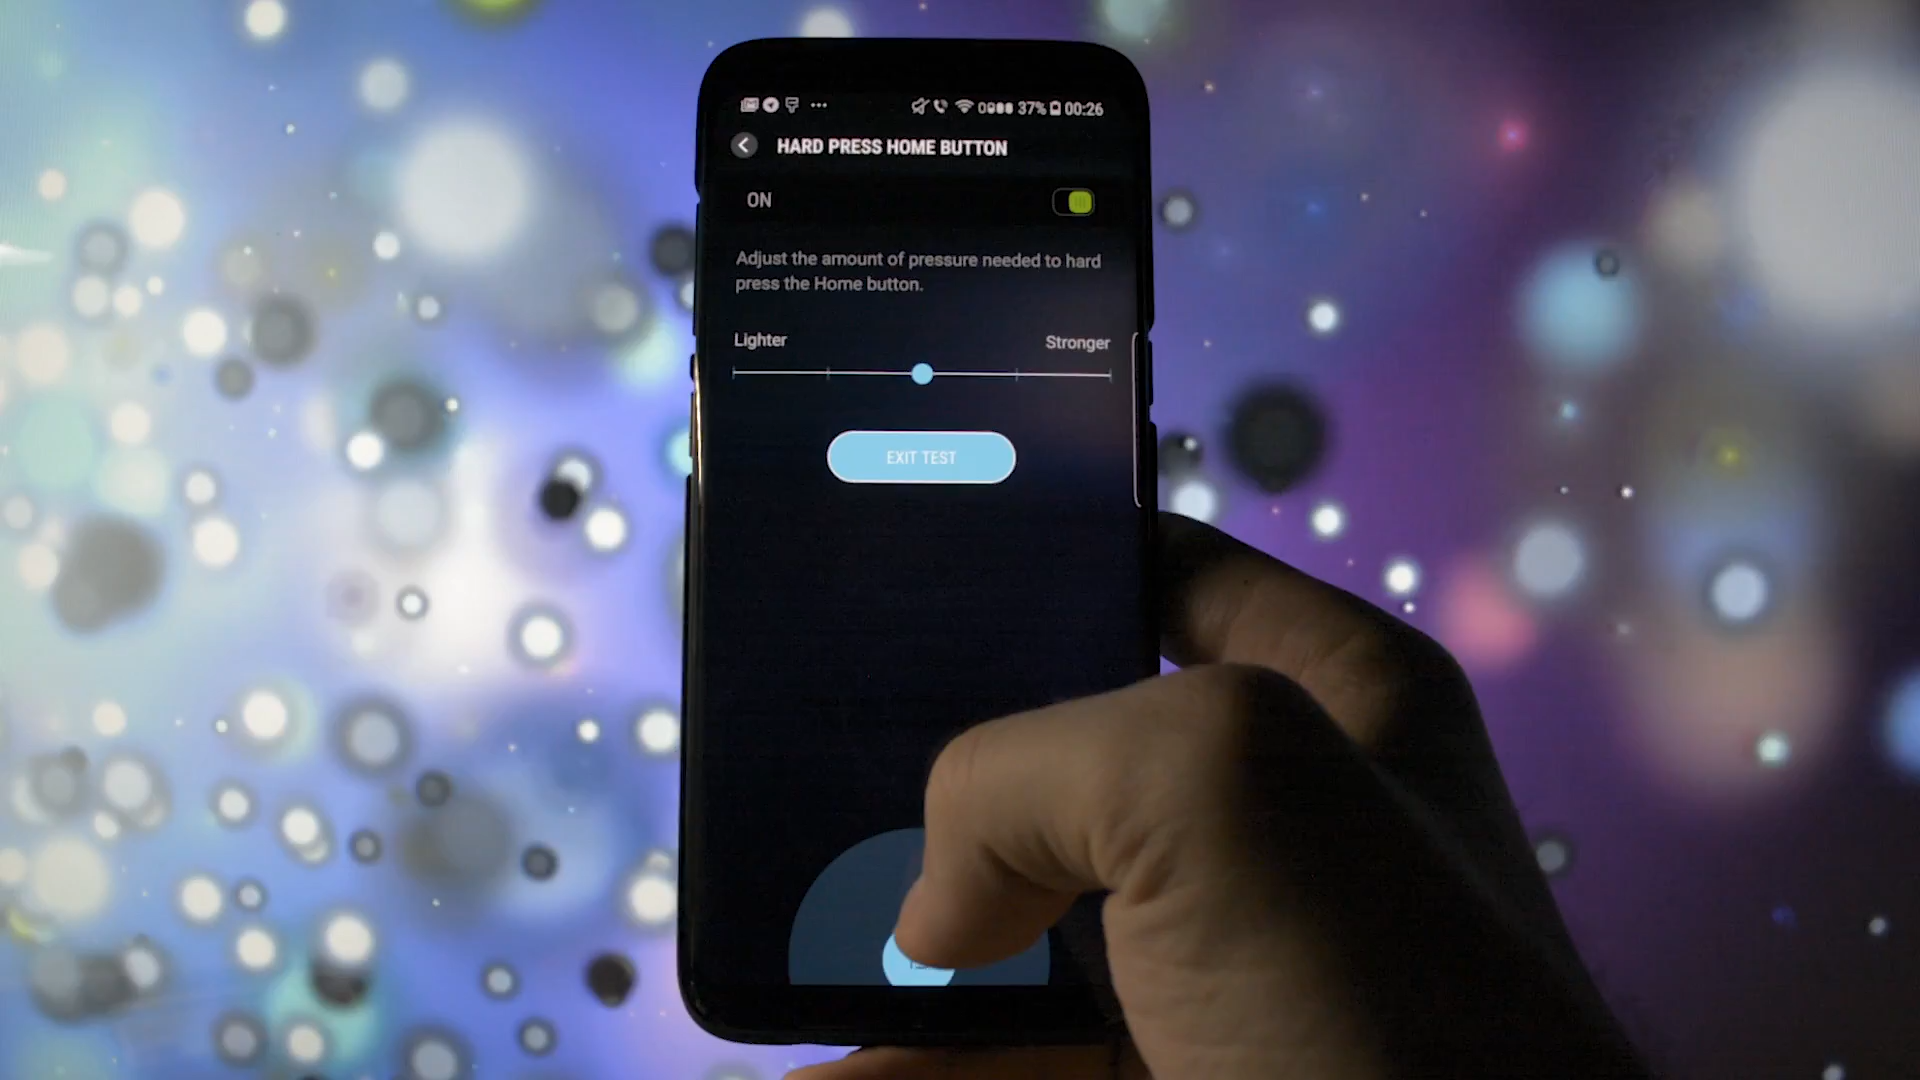 37% 00:26
HARD PRESS HOME BUTTON
ON
Adjust the amount of pressure needed to hard
press the Home button.
Lighter Stronger
EXIT TEST